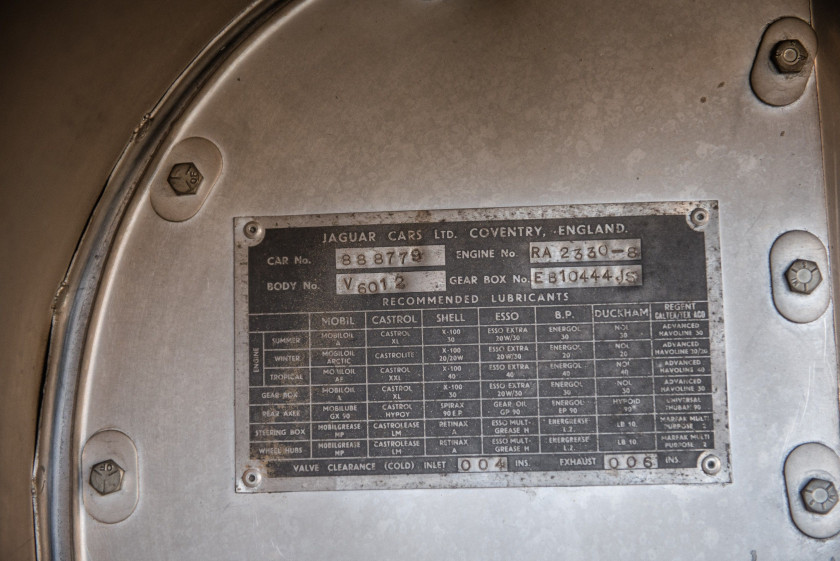 JAGUAR CARS LTD. COVENTRY, ENGLAND.
CAR No. 888779 ENGINE No. RA 2330-8
BODY No. V6012 GEAR BOX No. EB10444JS
RECOMMENDED LUBRICANTS
MOBIL CASTROL SHELL ESSO B.P. DUCKHAM REGENT CALTEX/TEXACO
ENGINE
SUMMER MOBILOIL A CASTROL XL X-100 30 ESSO EXTRA 20W/30 ENERGOL 30 NOL 30 ADVANCED HAVOLINE 30
WINTER MOBILOIL ARCTIC CASTROLITE X-100 20/20W ESSO EXTRA 20W/30 ENERGOL 20 NOL 20 ADVANCED HAVOLINE
TROPICAL MOBILOIL AF CASTROL XXL X-100 40 ESSO EXTRA 40 ENERGOL 40 NOL 40 ADVANCED HAVOLINE 40
GEAR BOX MOBILOIL A CASTROL XL X-100 30 ESSO EXTRA 20W/30 ENERGOL 30 NOL 30 ADVANCED HAVOLINE 30
REAR AXLE MOBILUBE GX 90 CASTROL HYPOY SPIRAX 90 E.P. GEAR OIL GP 90 ENERGOL EP 90 HYPOID 90 UNIVERSAL THUBAN 90
STEERING BOX MOBILGREASE MP CASTROLEASE LM RETINAX A ESSO MULT- GREASE H ENERGREASE L.2. LB 10 MARFAK MULTI PURPOSE 2
WHEEL HUBS MOBILGREASE MP CASTROLEASE LM RETINAX A ESSO MULT- GREASE H ENERGREASE L.2 LB 10 MARFAK MULTI PURPOSE 2
VALVE CLEARANCE (COLD) INLET 004 INS. EXHAUST 006 INS.